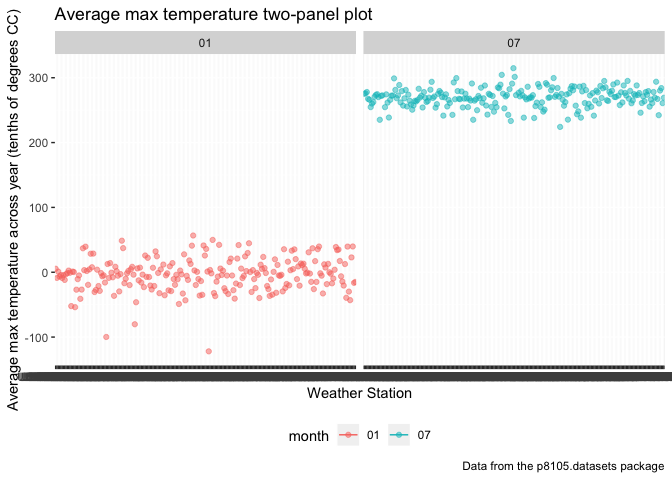 Average max temperature two-panel plot
01
07
Average max temperature across year (tenths of degrees CC)
300
200
100
0
-100
Weather Station
month
01
07
Data from the p8105.datasets package